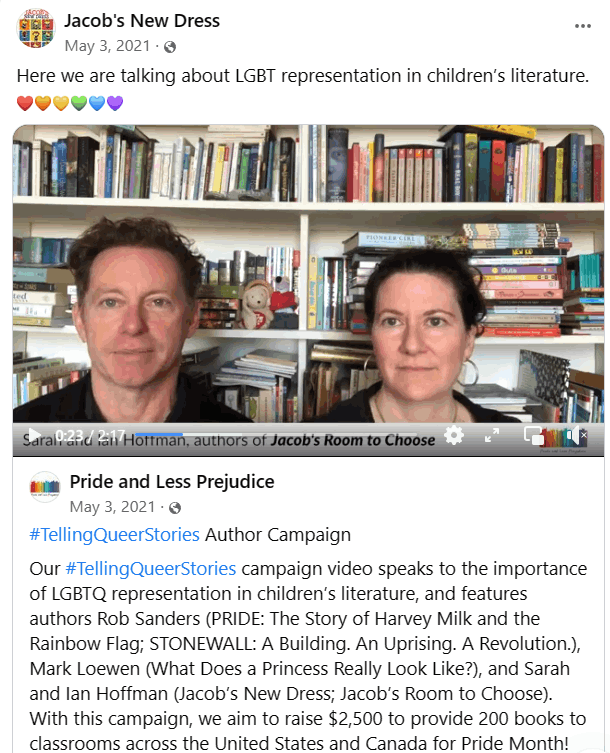 Jacob's New Dress
May 3, 2021 ·
Here we are talking about LGBT representation in children's literature.
PIONEER GIRL
Guts
0:23 / 2:17
Sarah and Ian Hoffman, authors of Jacob's Room to Choose
Pride and Less Prejudice
May 3, 2021 ·
#TellingQueerStories Author Campaign
Our #TellingQueerStories campaign video speaks to the importance
of LGBTQ representation in children's literature, and features
authors Rob Sanders (PRIDE: The Story of Harvey Milk and the
Rainbow Flag; STONEWALL: A Building. An Uprising. A Revolution.),
Mark Loewen (What Does a Princess Really Look Like?), and Sarah
and Ian Hoffman (Jacob's New Dress; Jacob's Room to Choose).
With this campaign, we aim to raise $2,500 to provide 200 books to
classrooms across the United States and Canada for Pride Month!